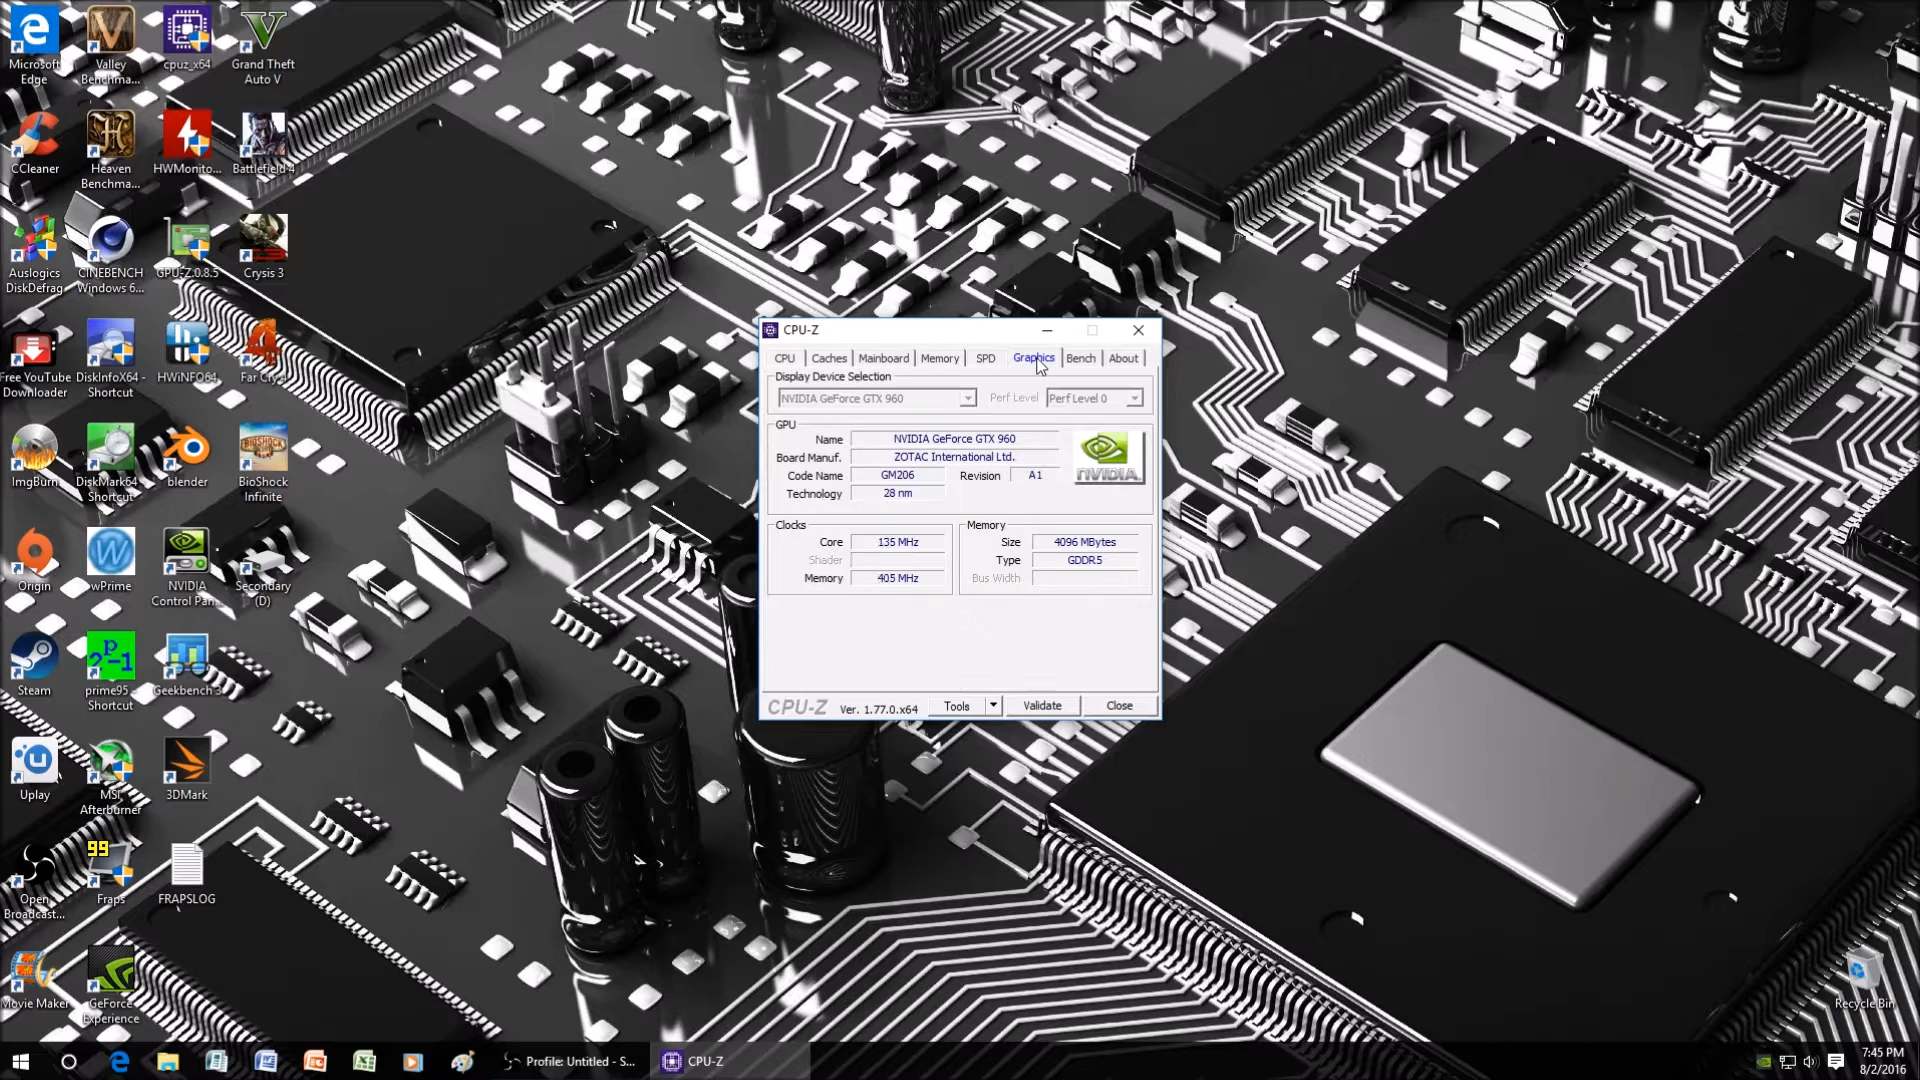 Microsoft
Edge
Valley
Benchma...
cpuz_x64
Grand Theft
Auto V
CCleaner
Heaven
Benchma...
HWMonito...
Battlefield 4
Auslogics
DiskDefrag
CINEBENCH
Windows 6...
GPU-Z.0.8.5
Crysis 3
Free YouTube
Downloader
DiskInfoX64 -
Shortcut
HWiNFO64
Far Cry 4
ImgBurn
DiskMark64 -
Shortcut
blender
BioShock
Infinite
Origin
wPrime
NVIDIA
Control Pan...
Secondary
(D)
Steam
prime95 -
Shortcut
Geekbench 3
Uplay
MSI
Afterburner
3DMark
99
Open
Broadcast...
Fraps
FRAPSLOG
Movie Maker
GeForce
Experience
CPU-Z
CPU Caches Mainboard Memory SPD Graphics Bench About
Display Device Selection
NVIDIA GeForce GTX 960 Perf Level Perf Level 0
GPU
Name NVIDIA GeForce GTX 960
Board Manuf. ZOTAC International Ltd.
Code Name GM206 Revision A1
Technology 28 nm
NVIDIA.
Clocks
Core 135 MHz
Shader
Memory 405 MHz
Memory
Size 4096 MBytes
Type GDDR5
Bus Width
CPU-Z Ver. 1.77.0.x64 Tools Validate Close
Recycle Bin
Profile: Untitled - S...
CPU-Z
7:45 PM
8/2/2016